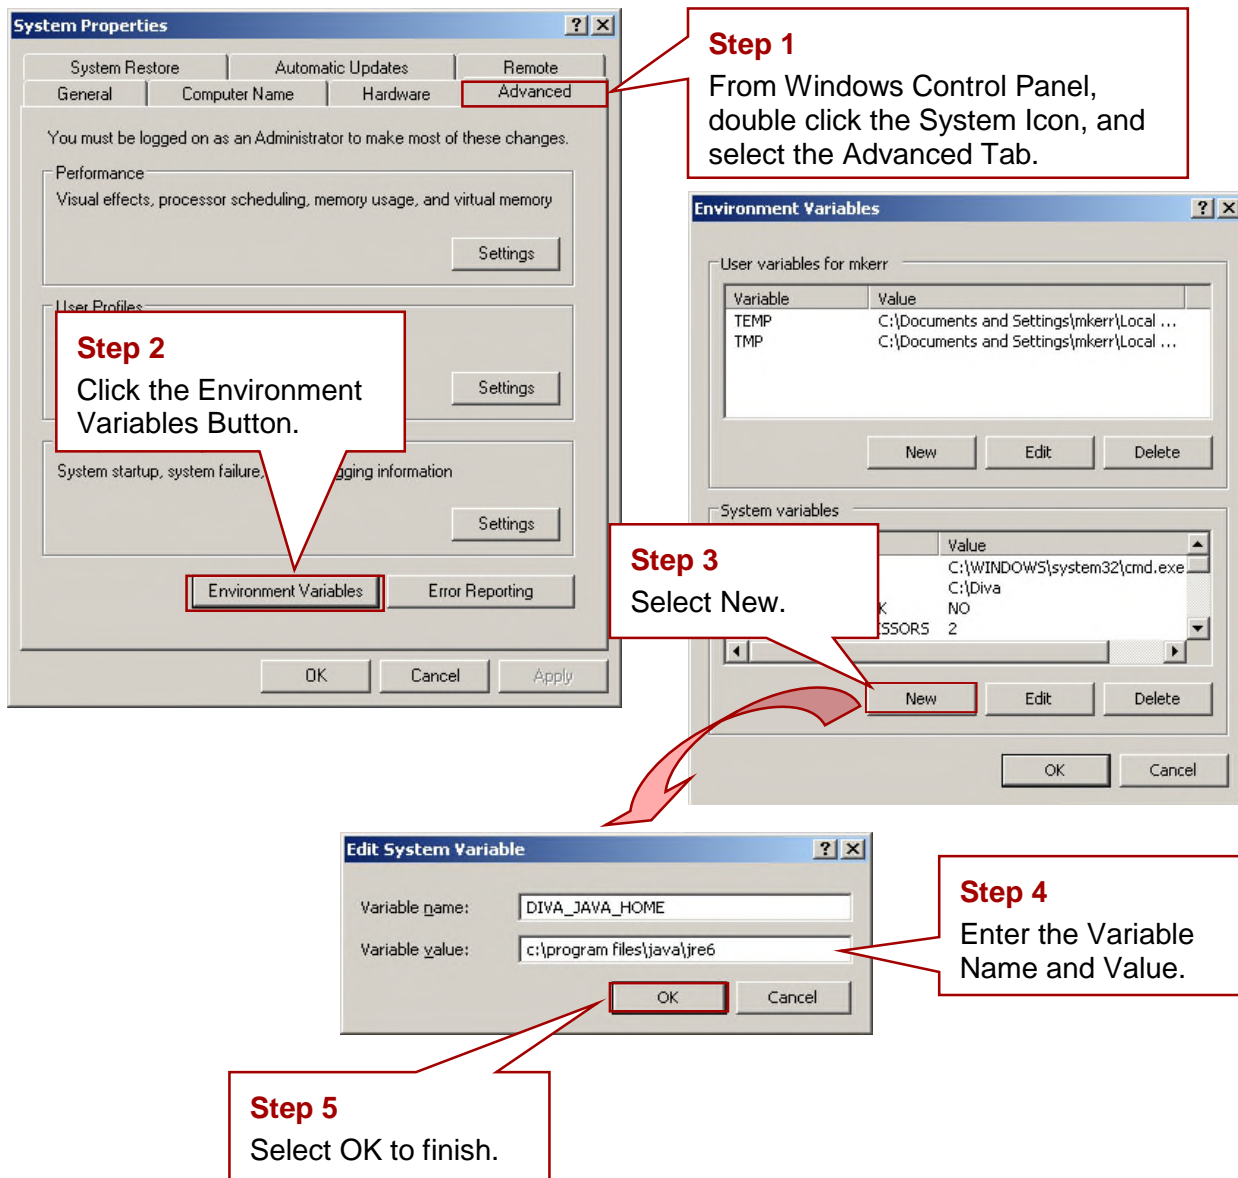 System Properties
System Restore Automatic Updates Remote
General Computer Name Hardware Advanced
You must be logged on as an Administrator to make most of these changes.
Performance
Visual effects, processor scheduling, memory usage, and virtual memory
Settings
User Profiles
Settings
System startup, system failure, gging information
Settings
Environment Variables Error Reporting
OK Cancel Apply
Step 1
From Windows Control Panel,
double click the System Icon, and
select the Advanced Tab.
Step 2
Click the Environment
Variables Button.
Environment Variables
User variables for mkerr
Variable Value
TEMP C:\Documents and Settings\mkerr\Local ...
TMP C:\Documents and Settings\mkerr\Local ...
New Edit Delete
System variables
Value
C:\WINDOWS\system32\cmd.exe
C:\Diva
K NO
ESSORS 2
New Edit Delete
OK Cancel
Step 3
Select New.
Edit System Variable
Variable name: DIVA_JAVA_HOME
Variable value: c:\program files\java\jre6
OK Cancel
Step 4
Enter the Variable
Name and Value.
Step 5
Select OK to finish.